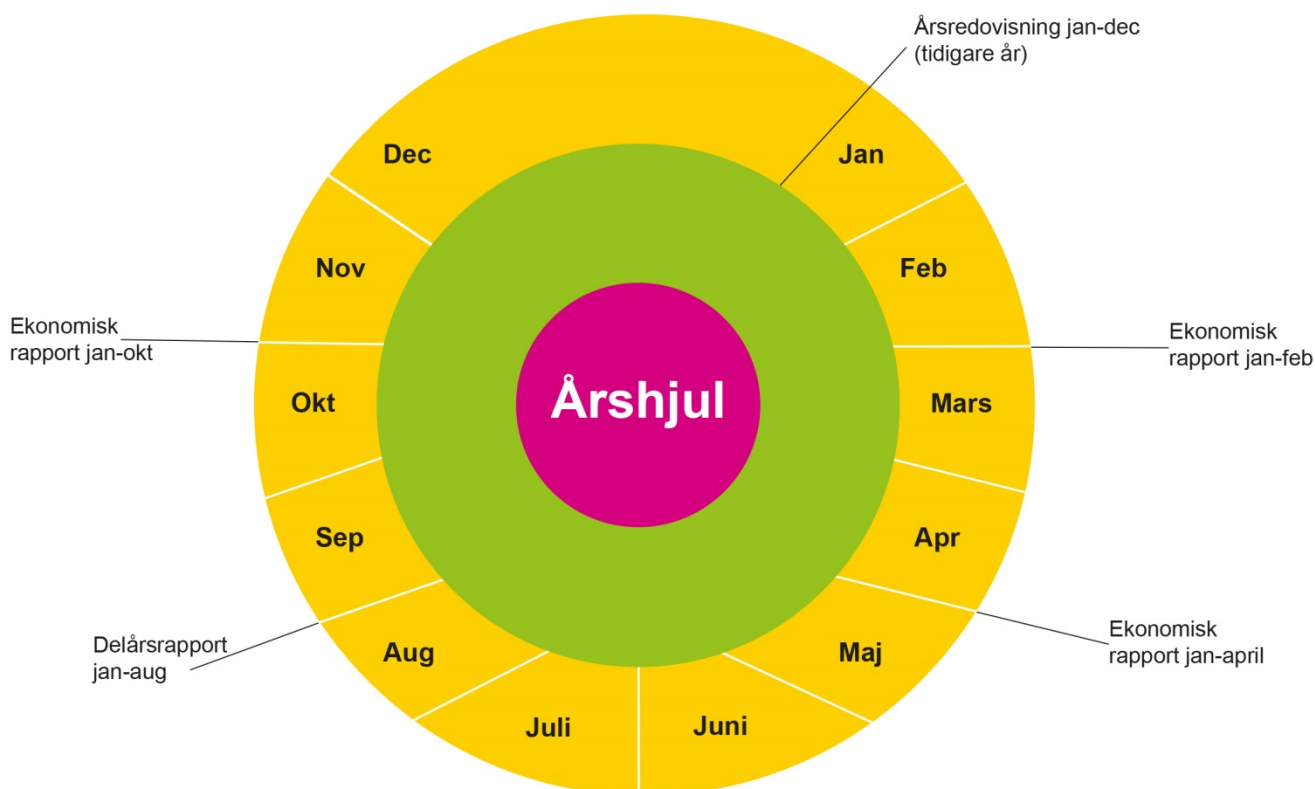 Årsredovisning jan-dec
(tidigare år)
Dec
Jan
Nov
Feb
Ekonomisk
rapport jan-okt
Ekonomisk
rapport jan-feb
Okt
Årshjul
Mars
Sep
Apr
Delårsrapport
jan-aug
Aug
Maj
Ekonomisk
rapport jan-april
Juli
Juni